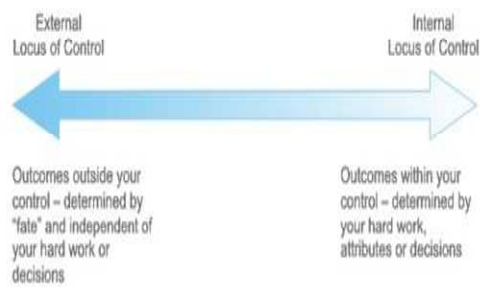 External
Locus of Control
Internal
Locus of Control
Outcomes outside your
control – determined by
"fate" and independent of
your hard work or
decisions
Outcomes within your
control – determined by
your hard work,
attributes or decisions